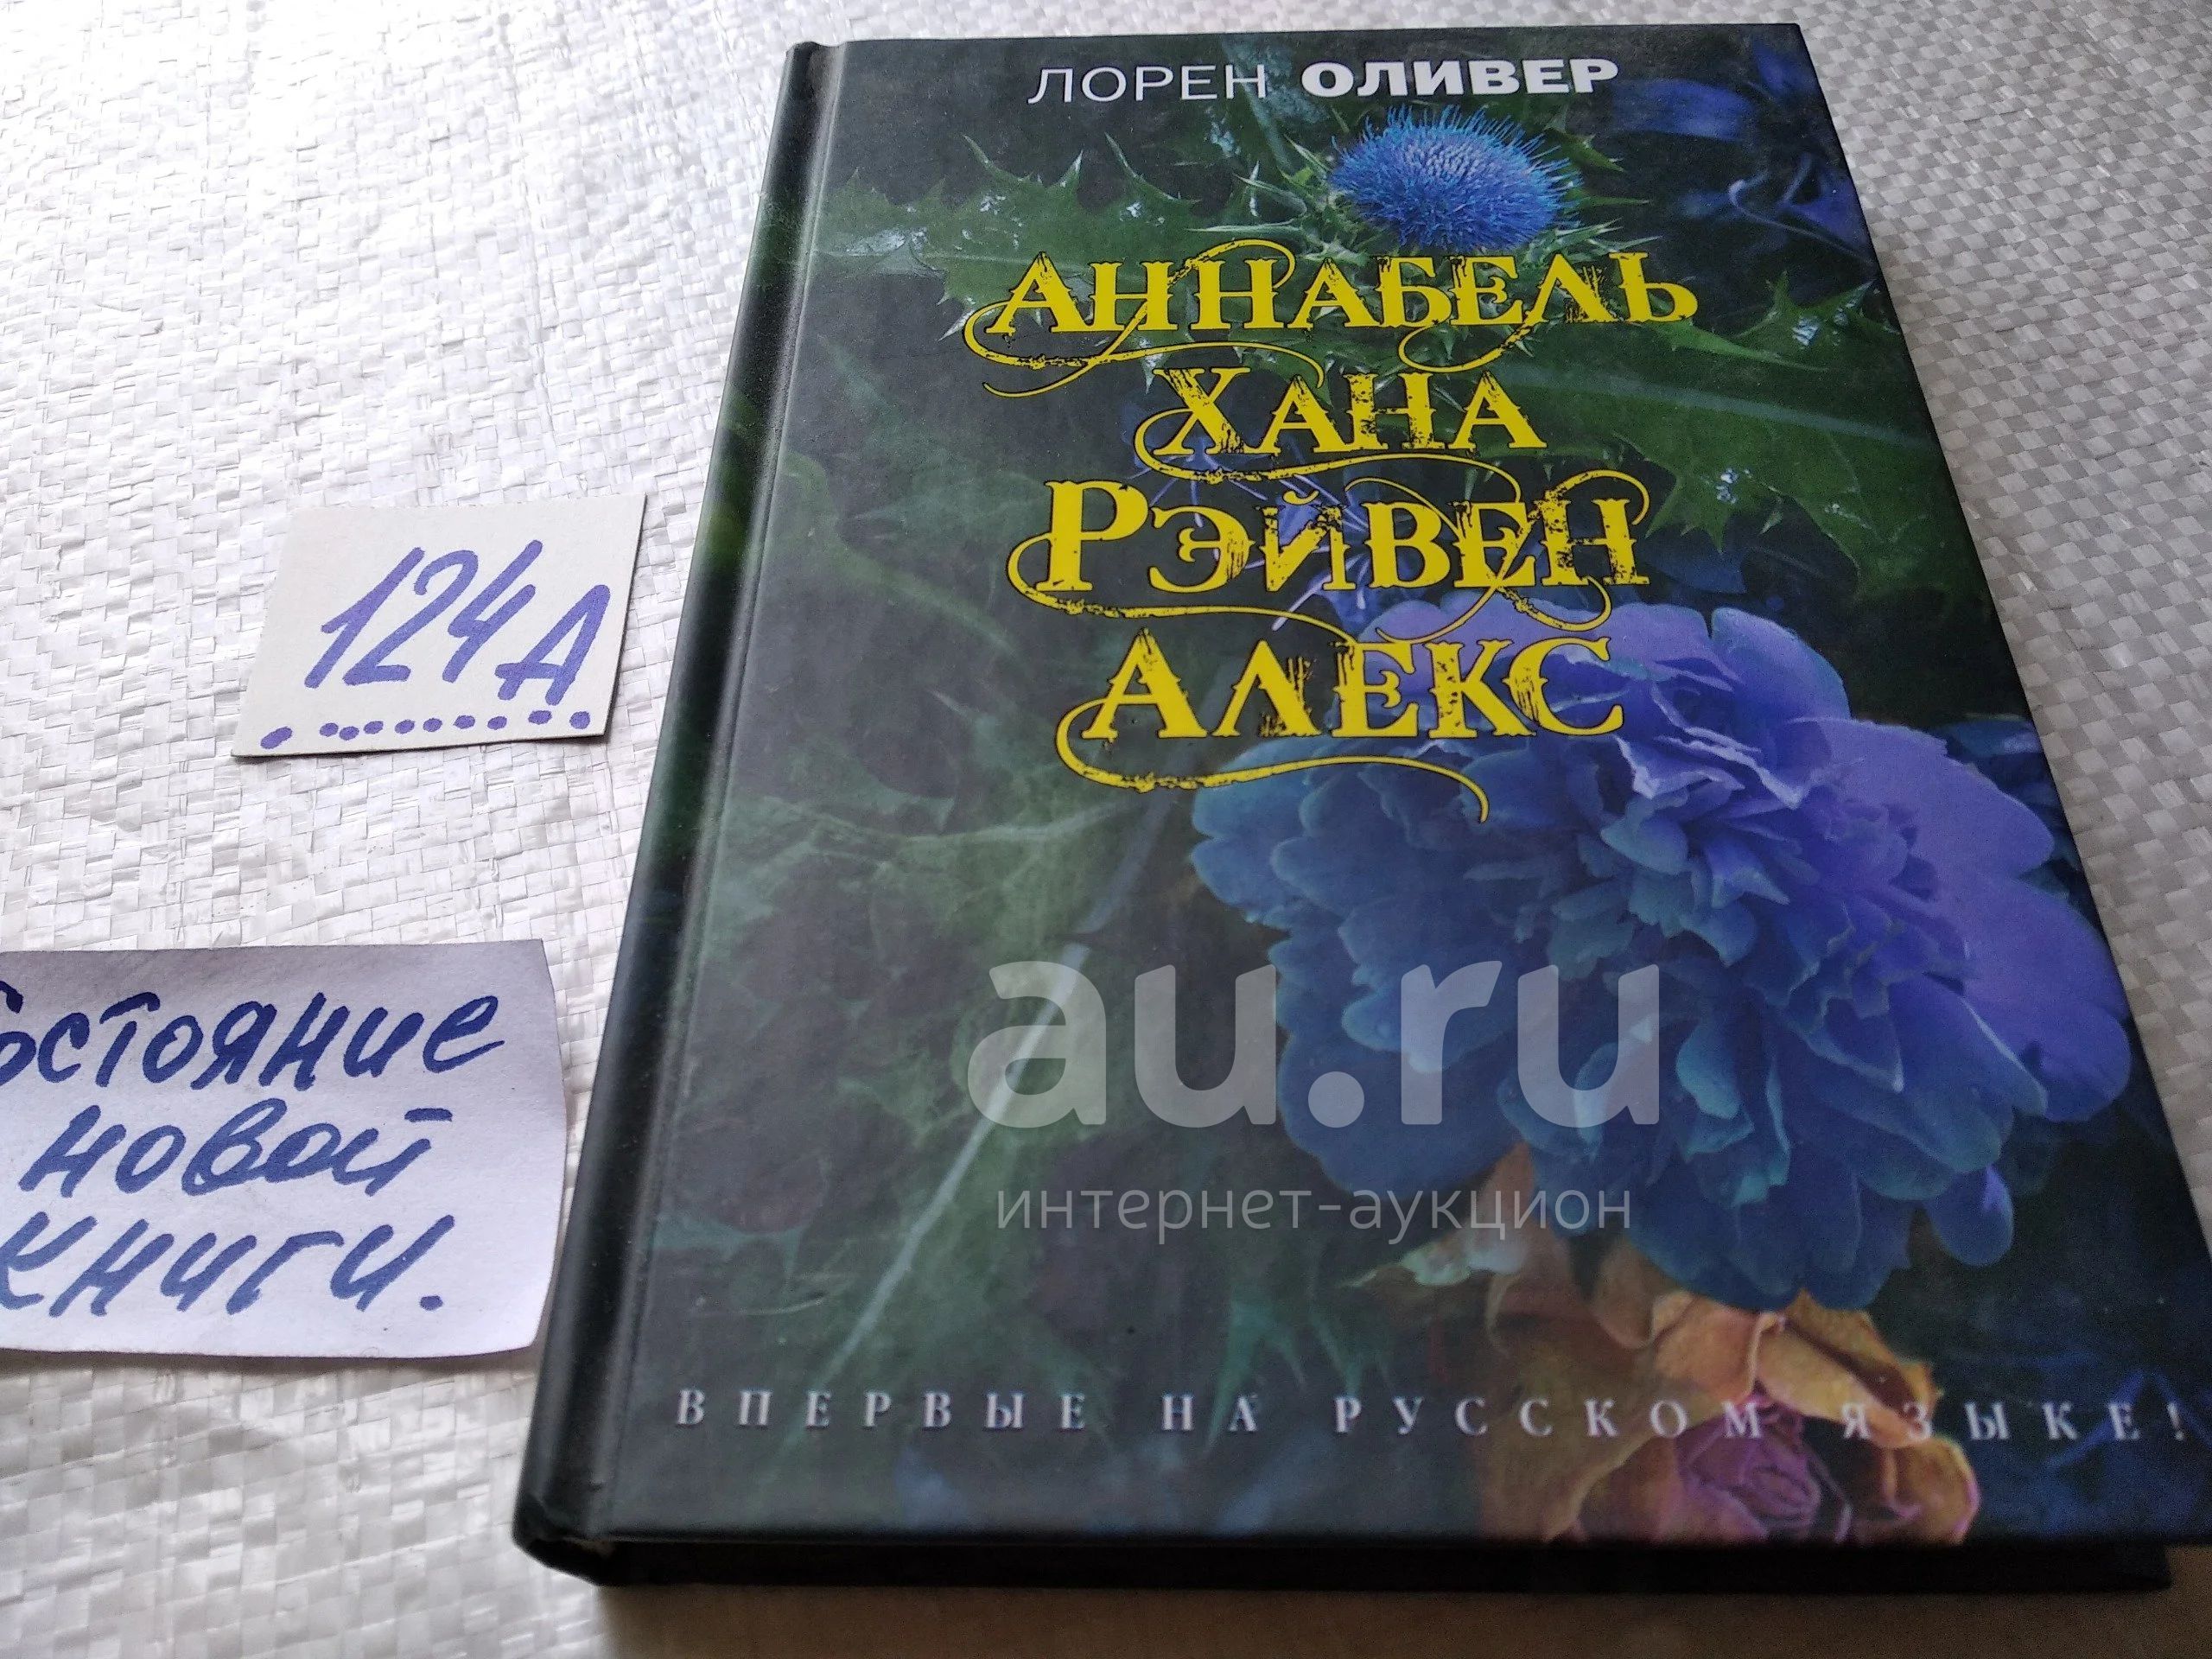 ЛОРЕН ОЛИВЕР
АННАБЕЛЬ
ХАНА
РЭЙВЕН
АЛЕКС
124А
остояние
новой
книги.
au.ru
интернет-аукцион
ВПЕРВЫЕ НА РУССКОМ ЯЗЫКЕ!